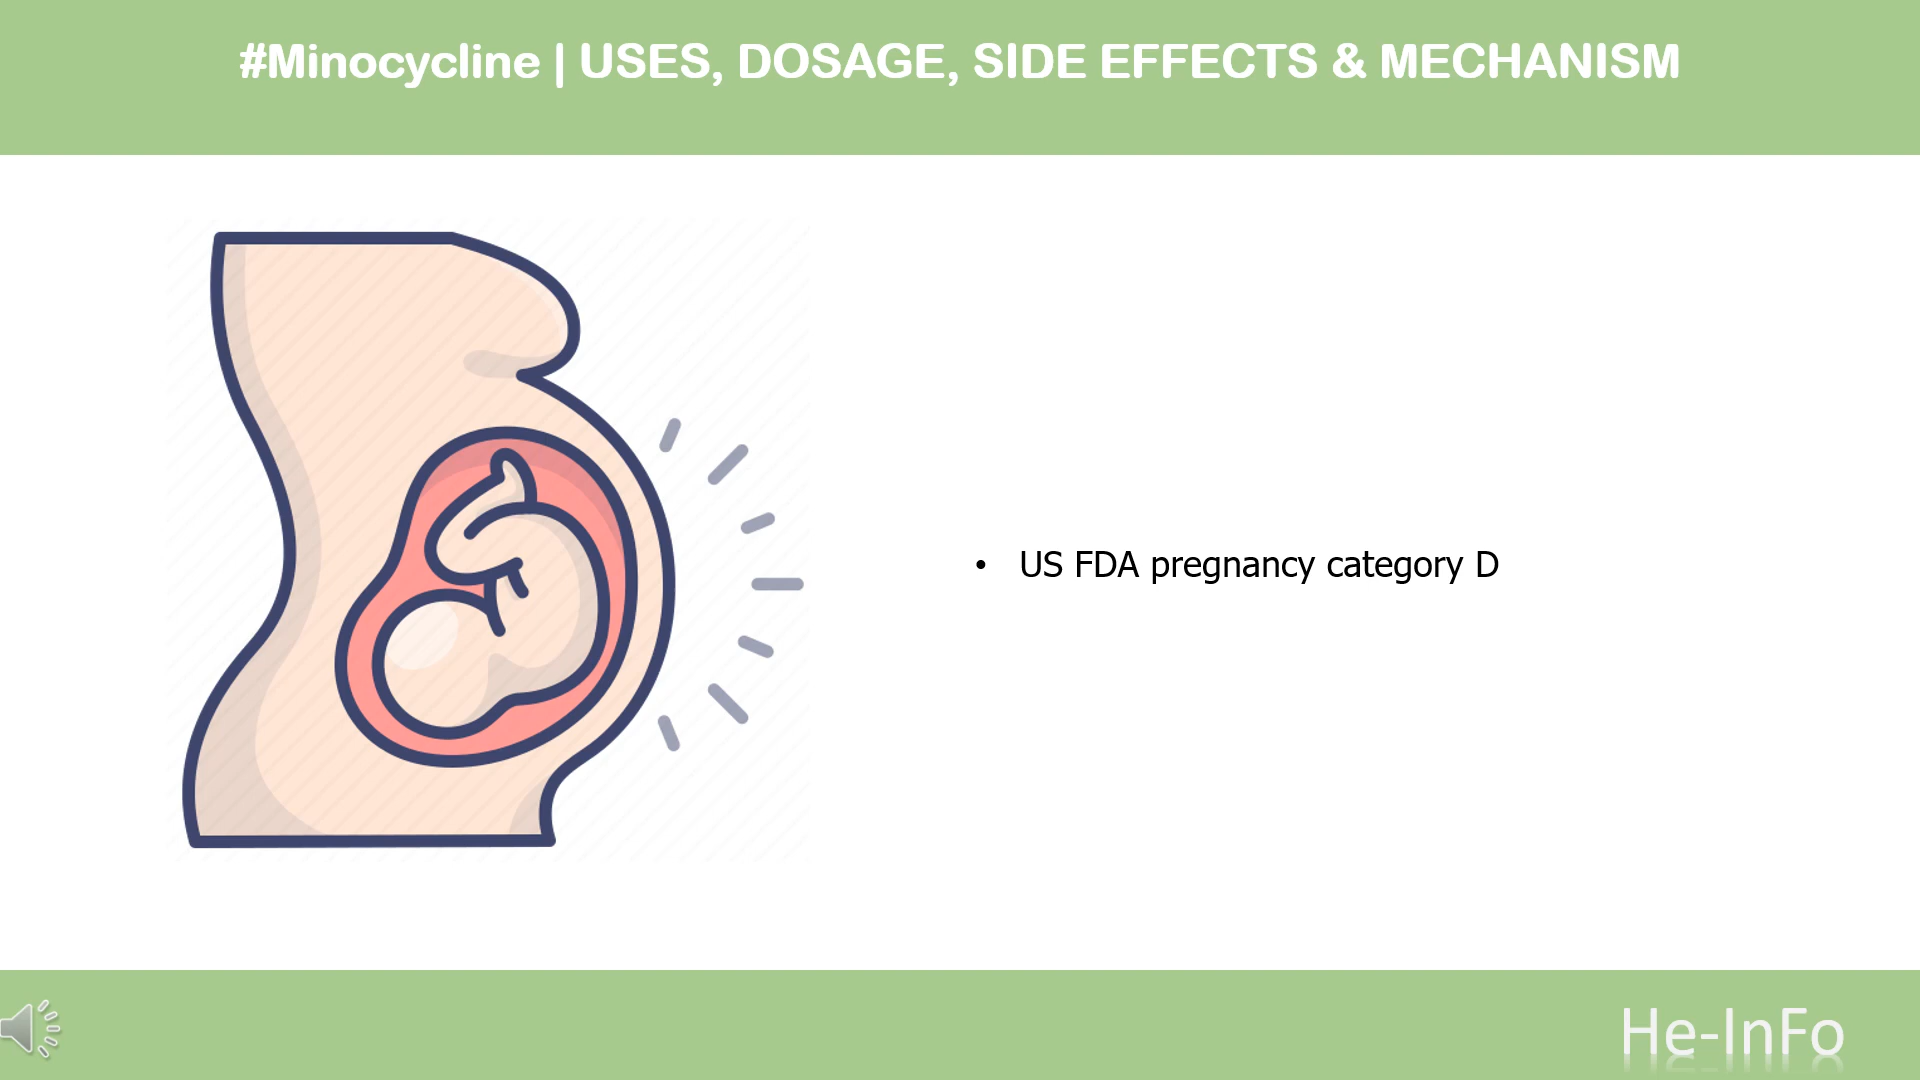 #Minocycline | USES, DOSAGE, SIDE EFFECTS & MECHANISM
• US FDA pregnancy category D
He-InFo